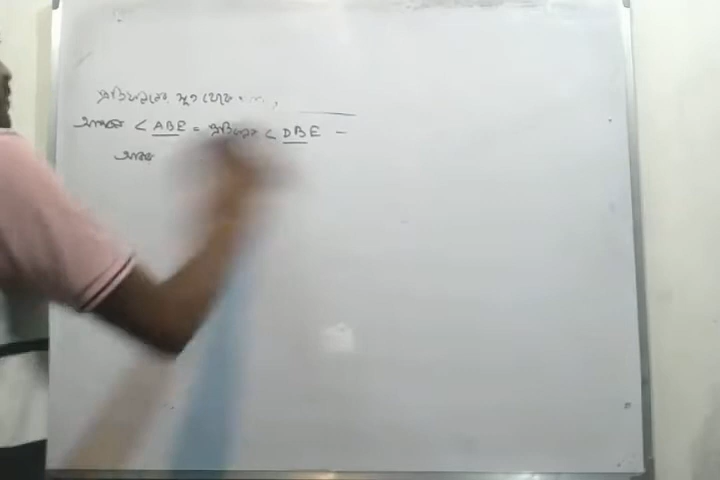 প্রতিফলনের সূত্র থেকে
আপতন < ABE = প্রতিফলন < DBE -